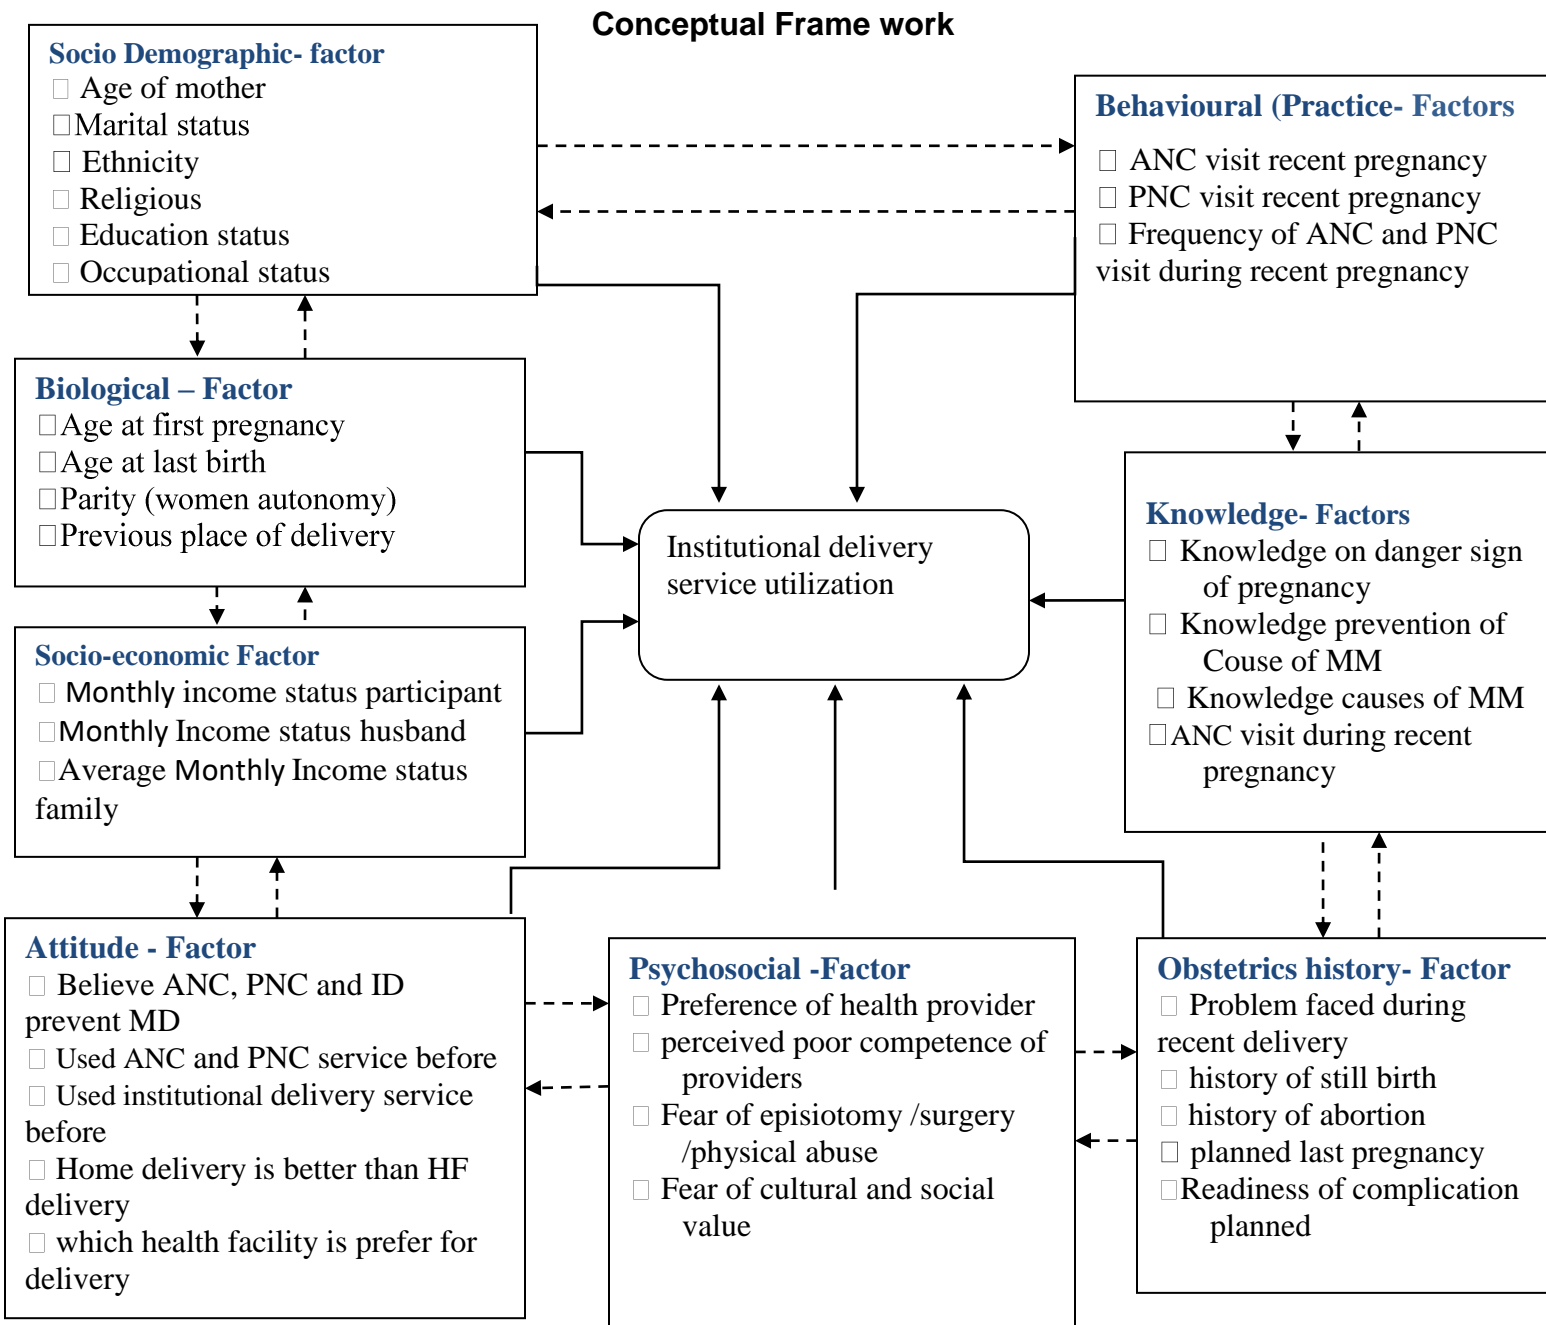 Conceptual Frame work
Socio Demographic- factor
□ Age of mother
□Marital status
□ Ethnicity
□ Religious
□ Education status
□ Occupational status
Behavioural (Practice- Factors
□ ANC visit recent pregnancy
□ PNC visit recent pregnancy
□ Frequency of ANC and PNC
visit during recent pregnancy
Biological – Factor
□Age at first pregnancy
□Age at last birth
□Parity (women autonomy)
□Previous place of delivery
Institutional delivery
service utilization
Knowledge- Factors
□ Knowledge on danger sign
of pregnancy
□ Knowledge prevention of
Couse of MM
□ Knowledge causes of MM
□ANC visit during recent
pregnancy
Socio-economic Factor
□ Monthly income status participant
□Monthly Income status husband
□Average Monthly Income status
family
Attitude - Factor
□ Believe ANC, PNC and ID
prevent MD
□ Used ANC and PNC service before
□ Used institutional delivery service
before
□ Home delivery is better than HF
delivery
□ which health facility is prefer for
delivery
Psychosocial -Factor
□ Preference of health provider
□ perceived poor competence of
providers
□ Fear of episiotomy /surgery
/physical abuse
□ Fear of cultural and social
value
Obstetrics history- Factor
□ Problem faced during
recent delivery
□ history of still birth
□ history of abortion
□ planned last pregnancy
□Readiness of complication
planned